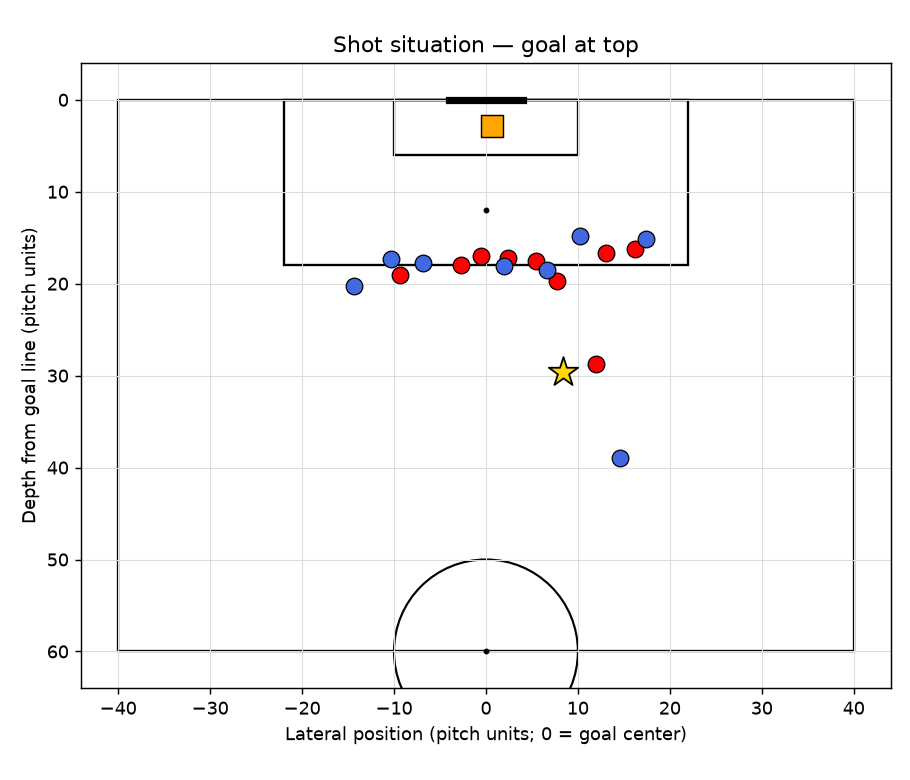 Shot situation — goal at top
0
10
20
30
40
50
60
Depth from goal line (pitch units)
−40 −30 −20 −10 0 10 20 30 40
Lateral position (pitch units; 0 = goal center)